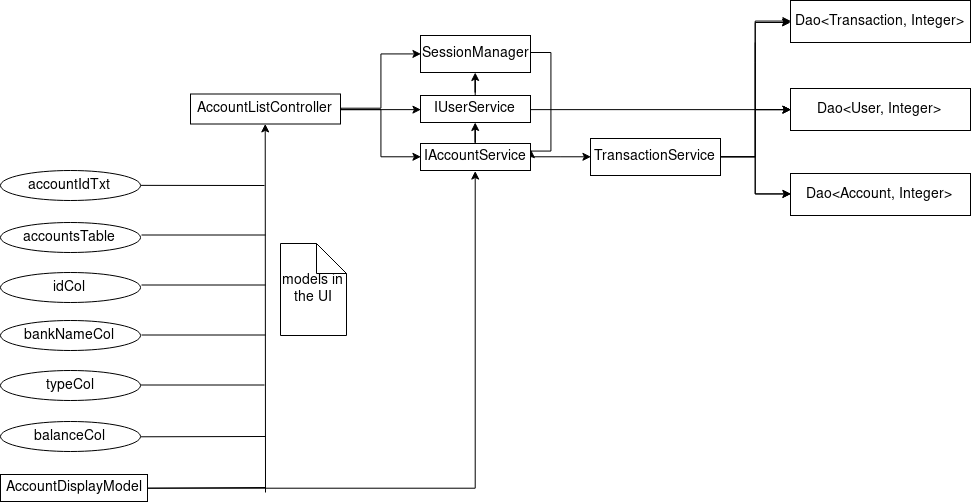 Dao<Transaction, Integer>
SessionManager
AccountListController
IUserService
Dao<User, Integer>
IAccountService
TransactionService
accountIdTxt
Dao<Account, Integer>
accountsTable
idCol
models in
the UI
bankNameCol
typeCol
balanceCol
AccountDisplayModel